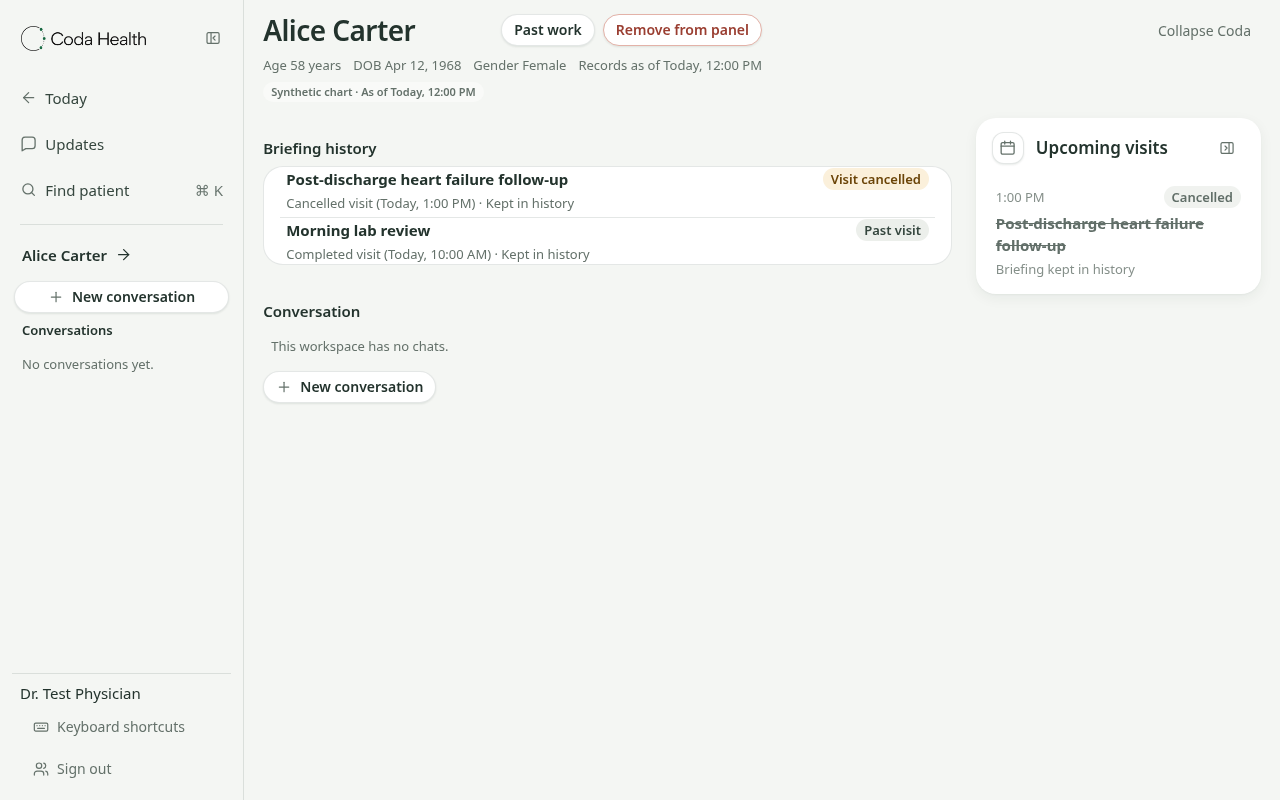 Coda Health
Today
Updates
Find patient ⌘ K
Alice Carter
New conversation
Conversations
No conversations yet.
Dr. Test Physician
Keyboard shortcuts
Sign out
Alice Carter
Past work
Remove from panel
Collapse Coda
Age 58 years DOB Apr 12, 1968 Gender Female Records as of Today, 12:00 PM
Synthetic chart · As of Today, 12:00 PM
Briefing history
Post-discharge heart failure follow-up Visit cancelled
Cancelled visit (Today, 1:00 PM) · Kept in history
Morning lab review Past visit
Completed visit (Today, 10:00 AM) · Kept in history
Conversation
This workspace has no chats.
New conversation
Upcoming visits
1:00 PM Cancelled
Post-discharge heart failure
follow-up
Briefing kept in history